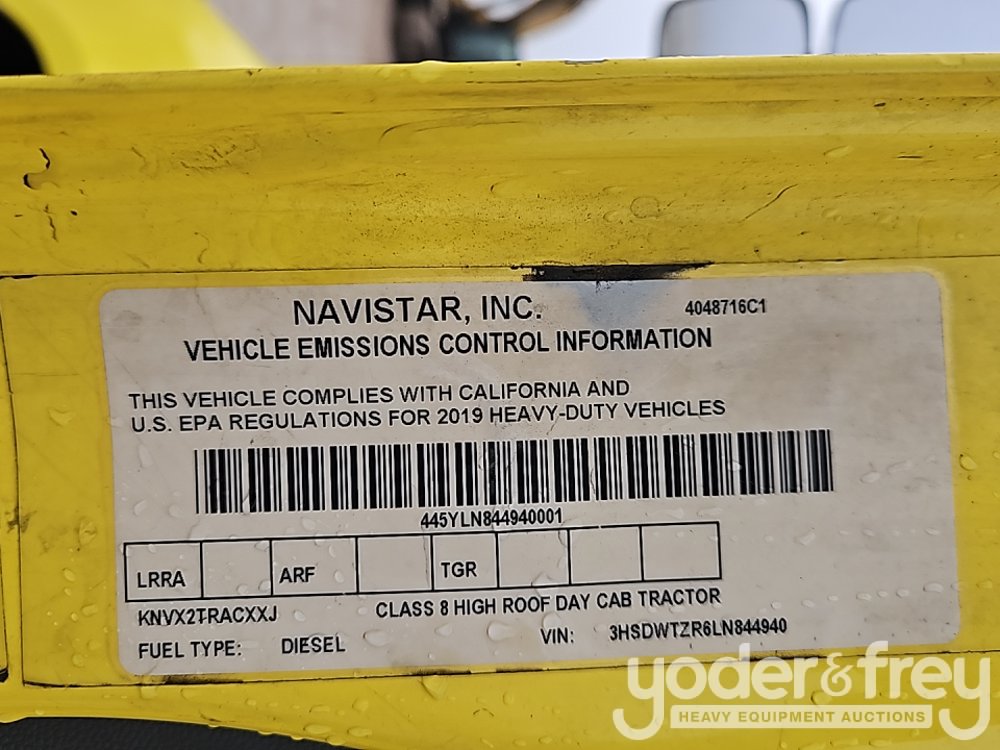 NAVISTAR, INC.
4048716C1
VEHICLE EMISSIONS CONTROL INFORMATION
THIS VEHICLE COMPLIES WITH CALIFORNIA AND
U.S. EPA REGULATIONS FOR 2019 HEAVY-DUTY VEHICLES
445YLN844940001
LRRA ARF TGR
KNVX2TRACXXJ CLASS 8 HIGH ROOF DAY CAB TRACTOR
FUEL TYPE: DIESEL VIN: 3HSDWTZR6LN844940
yoder&frey
HEAVY EQUIPMENT AUCTIONS